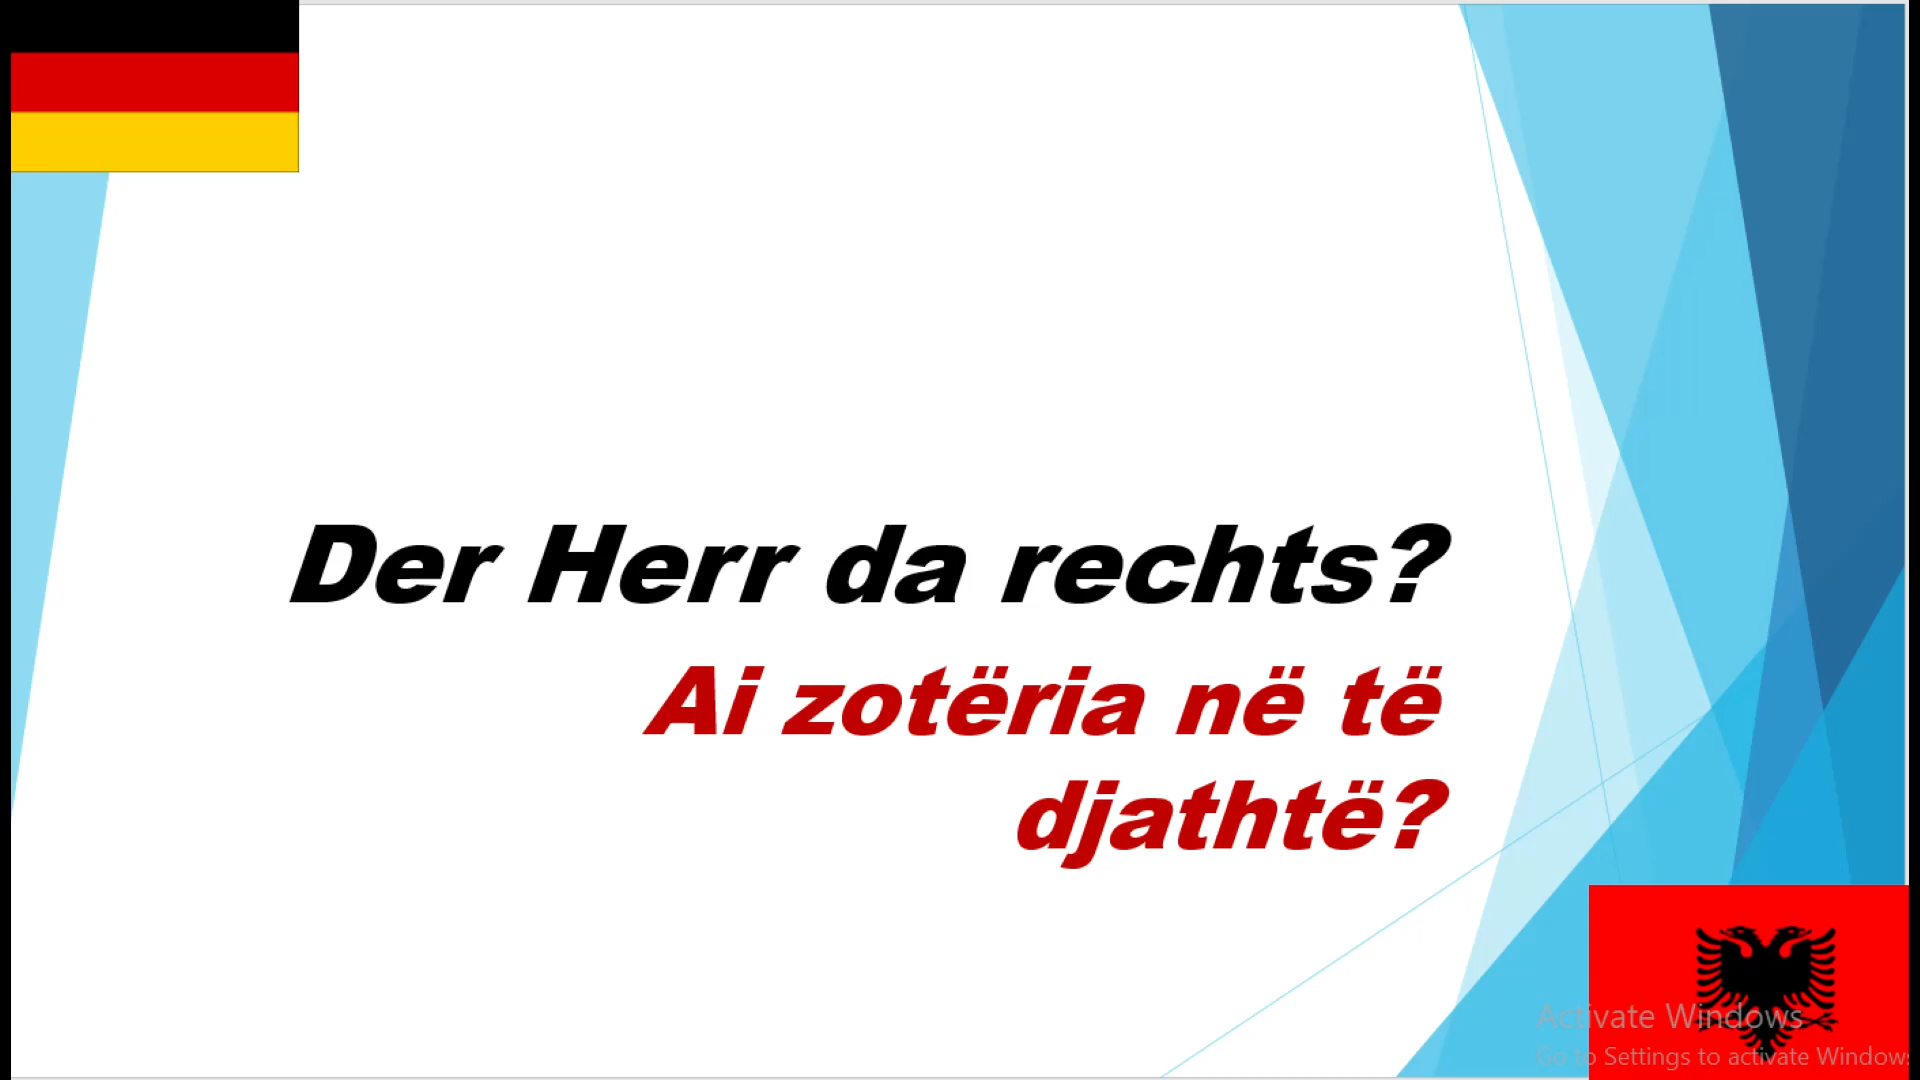 Der Herr da rechts?
Ai zotëria në të
djathtë?
Activate Windows
Go to Settings to activate Windows